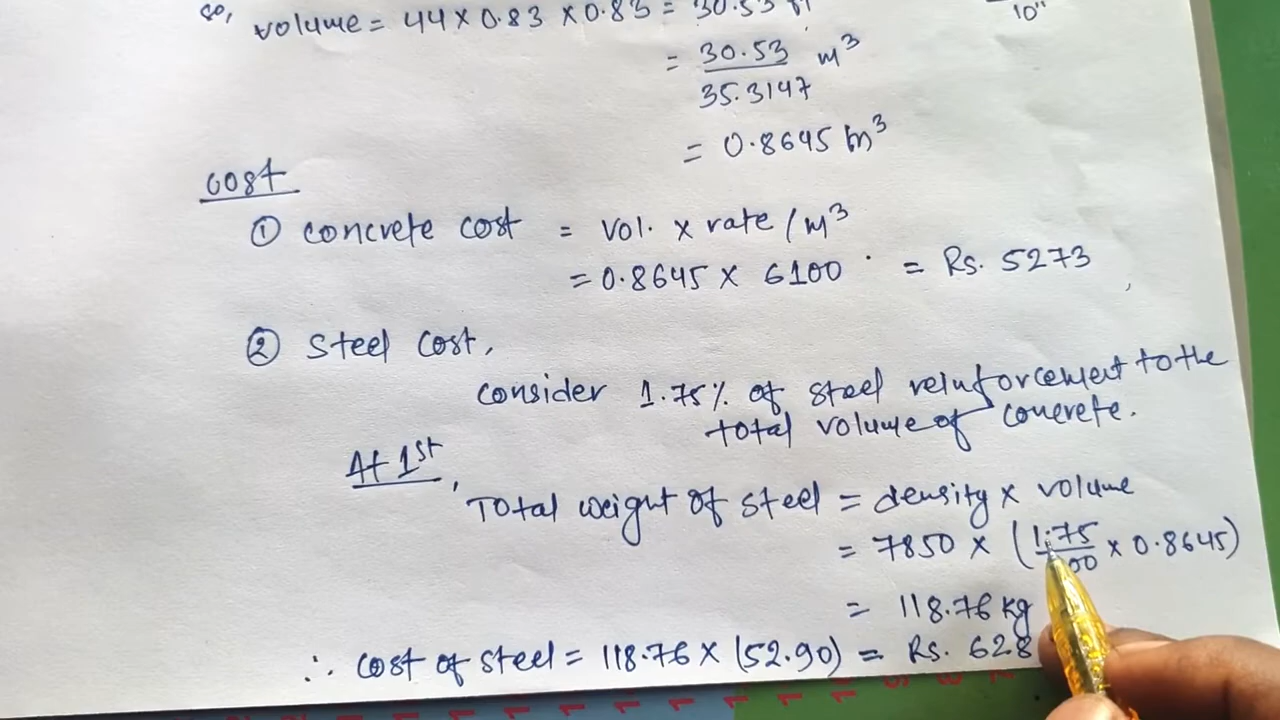 so, volume = 44 × 0.83 × 0.83 = 30.53
10"
= 30.53 / 35.3147 m³
= 0.8645 m³
cost
① concrete cost = vol. × rate / m³
= 0.8645 × 6100 = Rs. 5273
② Steel cost,
consider 1.75% of steel reinforcement to the
total volume of concrete.
At 1st,
Total weight of steel = density × volume
= 7850 × (1.75/100 × 0.8645)
= 118.76 kg
∴ cost of steel = 118.76 × (52.90) = Rs. 628